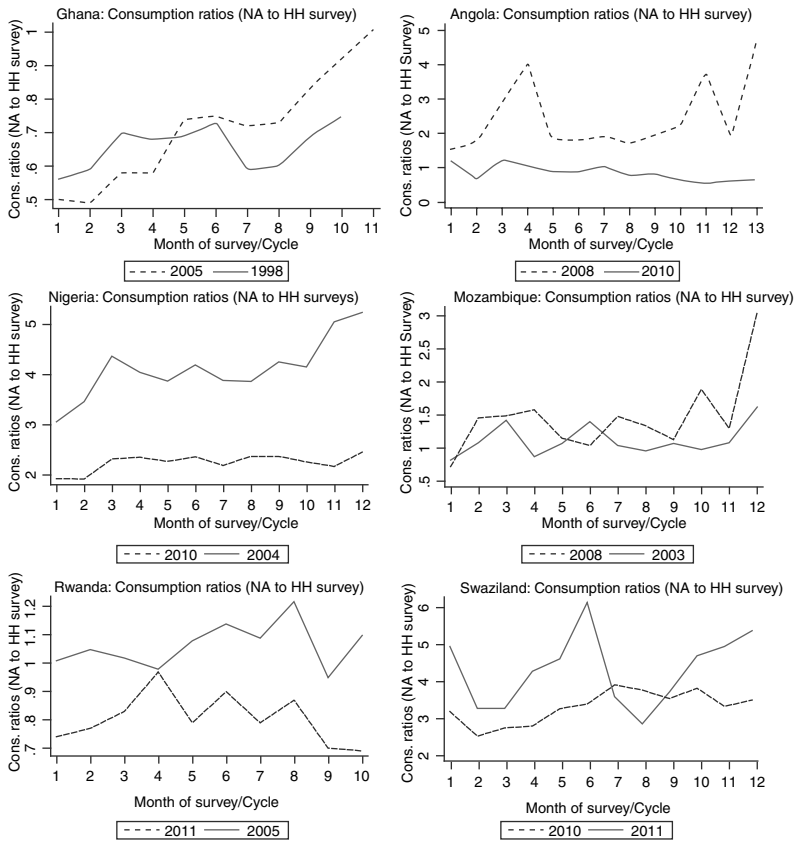 Ghana: Consumption ratios (NA to HH survey)
Cons. ratios (NA to HH survey)
1
.9
.8
.7
.6
.5
1 2 3 4 5 6 7 8 9 10 11
Month of survey/Cycle
2005 1998
Angola: Consumption ratios (NA to HH survey)
Cons. ratios (NA to HH Survey)
5
4
3
2
1
0
1 2 3 4 5 6 7 8 9 10 11 12 13
Month of survey/Cycle
2008 2010
Nigeria: Consumption ratios (NA to HH surveys)
Cons. ratios (NA to HH survey)
5
4
3
2
1 2 3 4 5 6 7 8 9 10 11 12
Month of survey/Cycle
2010 2004
Mozambique: Consumption ratios (NA to HH survey)
Cons. ratios (NA to HH Survey)
3
2.5
2
1.5
1
.5
1 2 3 4 5 6 7 8 9 10 11 12
Month of survey/Cycle
2008 2003
Rwanda: Consumption ratios (NA to HH survey)
Cons. ratios (NA to HH survey)
1.2
1.1
1
.9
.8
.7
1 2 3 4 5 6 7 8 9 10
Month of survey/Cycle
2011 2005
Swaziland: Consumption ratios (NA to HH survey)
Cons. ratios (NA to HH Survey)
6
5
4
3
2
1 2 3 4 5 6 7 8 9 10 11 12
Month of survey/Cycle
2010 2011